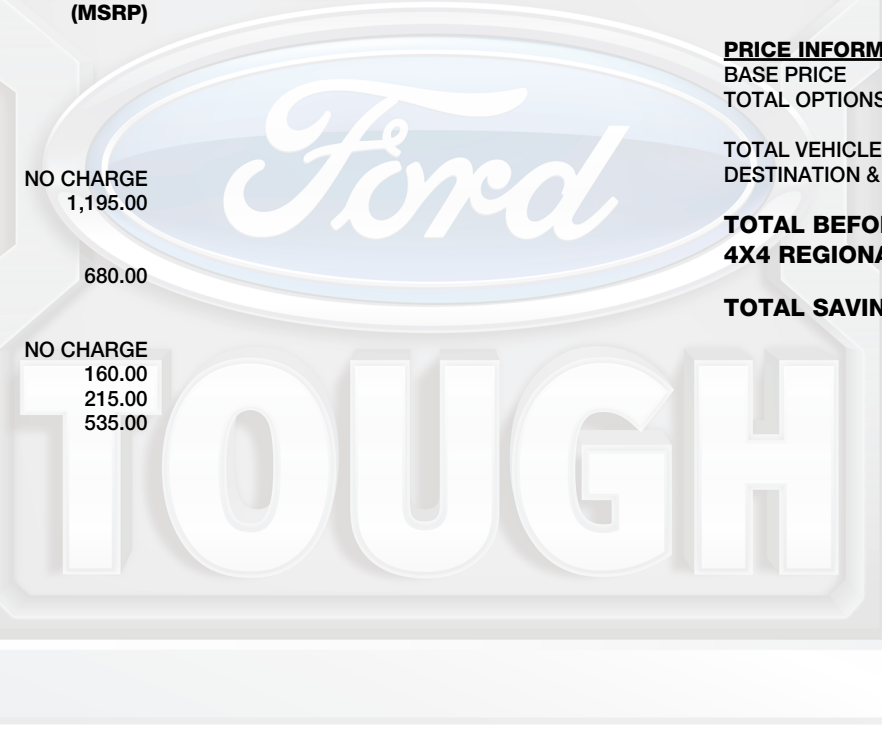 (MSRP)
NO CHARGE
1,195.00
680.00
NO CHARGE
160.00
215.00
535.00
PRICE INFORM
BASE PRICE
TOTAL OPTIONS
TOTAL VEHICLE
DESTINATION &
TOTAL BEFO
4X4 REGIONA
TOTAL SAVIN
Ford
TOUGH